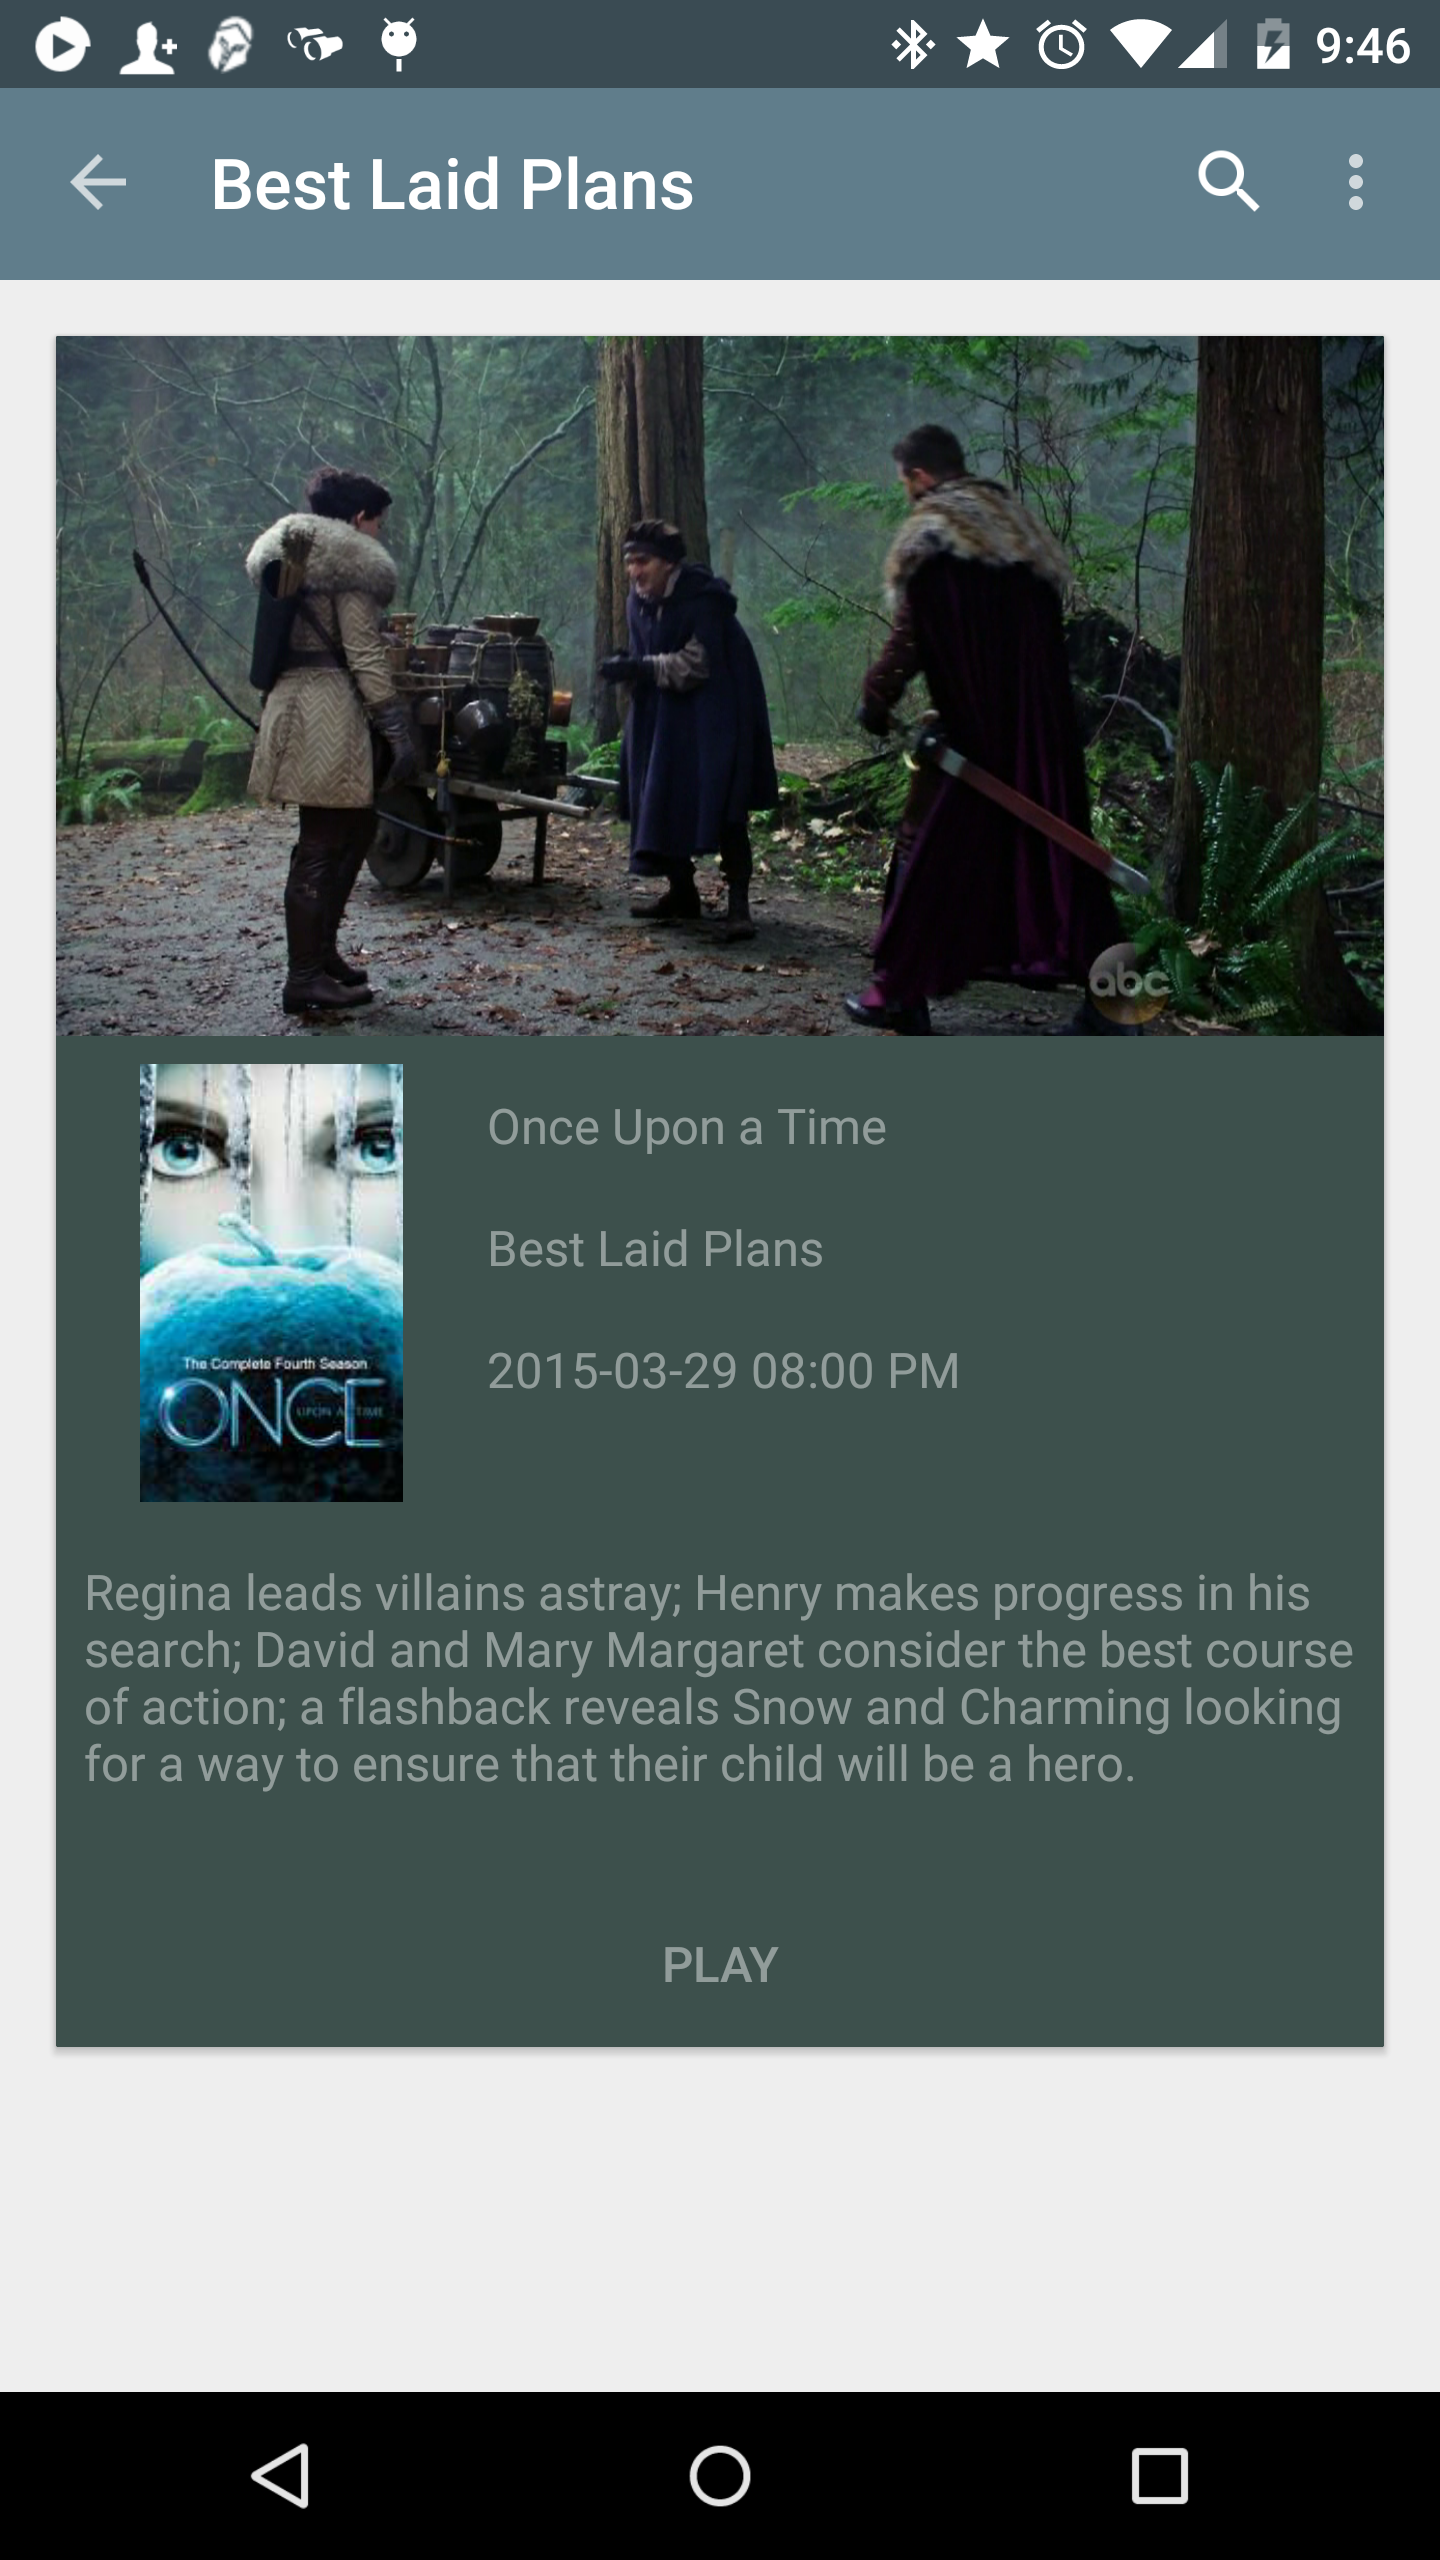 9:46
Best Laid Plans
abc
Once Upon a Time
Best Laid Plans
2015-03-29 08:00 PM
The Complete Fourth Season
ONCE
UPON A TIME
Regina leads villains astray; Henry makes progress in his
search; David and Mary Margaret consider the best course
of action; a flashback reveals Snow and Charming looking
for a way to ensure that their child will be a hero.
PLAY